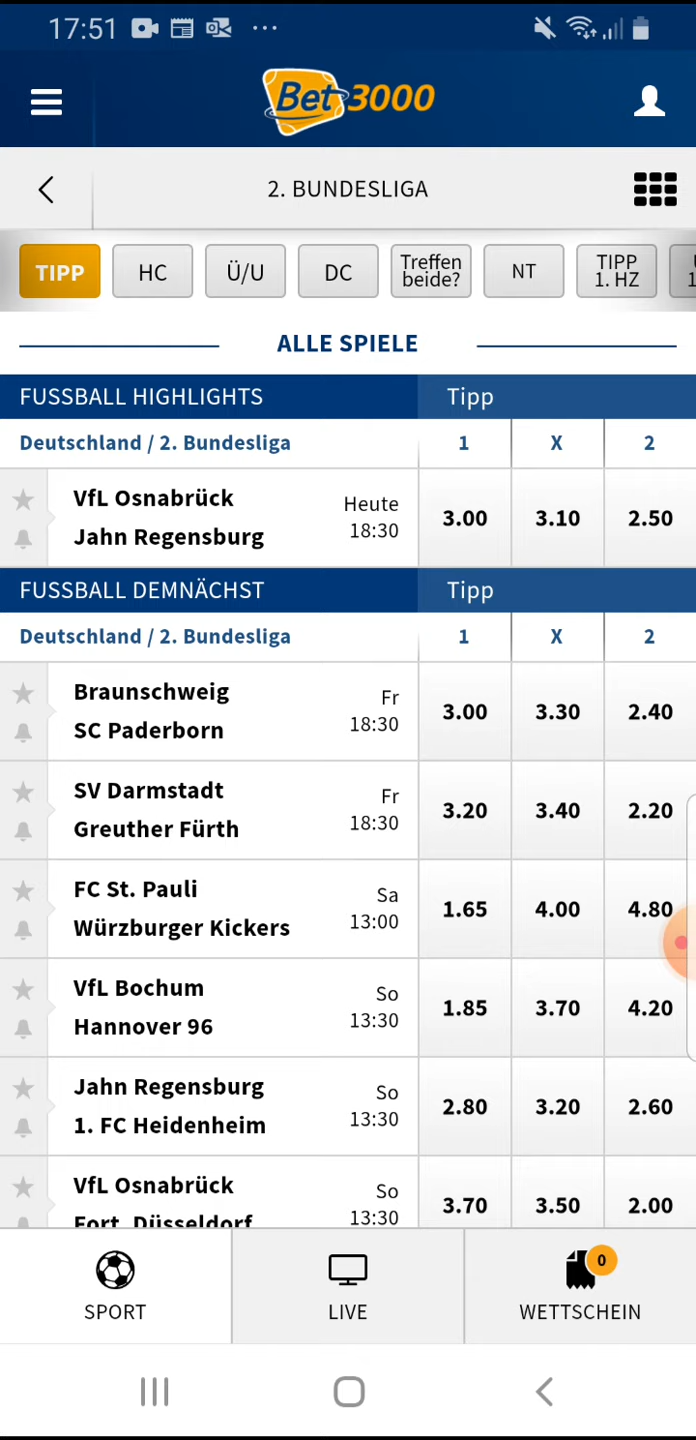 17:51
Bet3000
2. BUNDESLIGA
TIPP HC Ü/U DC Treffen beide? NT TIPP 1. HZ
ALLE SPIELE
FUSSBALL HIGHLIGHTS Tipp
Deutschland / 2. Bundesliga 1 X 2
VfL Osnabrück
Jahn Regensburg
Heute
18:30
3.00 3.10 2.50
FUSSBALL DEMNÄCHST Tipp
Deutschland / 2. Bundesliga 1 X 2
Braunschweig
SC Paderborn
Fr
18:30
3.00 3.30 2.40
SV Darmstadt
Greuther Fürth
Fr
18:30
3.20 3.40 2.20
FC St. Pauli
Würzburger Kickers
Sa
13:00
1.65 4.00 4.80
VfL Bochum
Hannover 96
So
13:30
1.85 3.70 4.20
Jahn Regensburg
1. FC Heidenheim
So
13:30
2.80 3.20 2.60
VfL Osnabrück
Fort. Düsseldorf
So
13:30
3.70 3.50 2.00
0
SPORT LIVE WETTSCHEIN